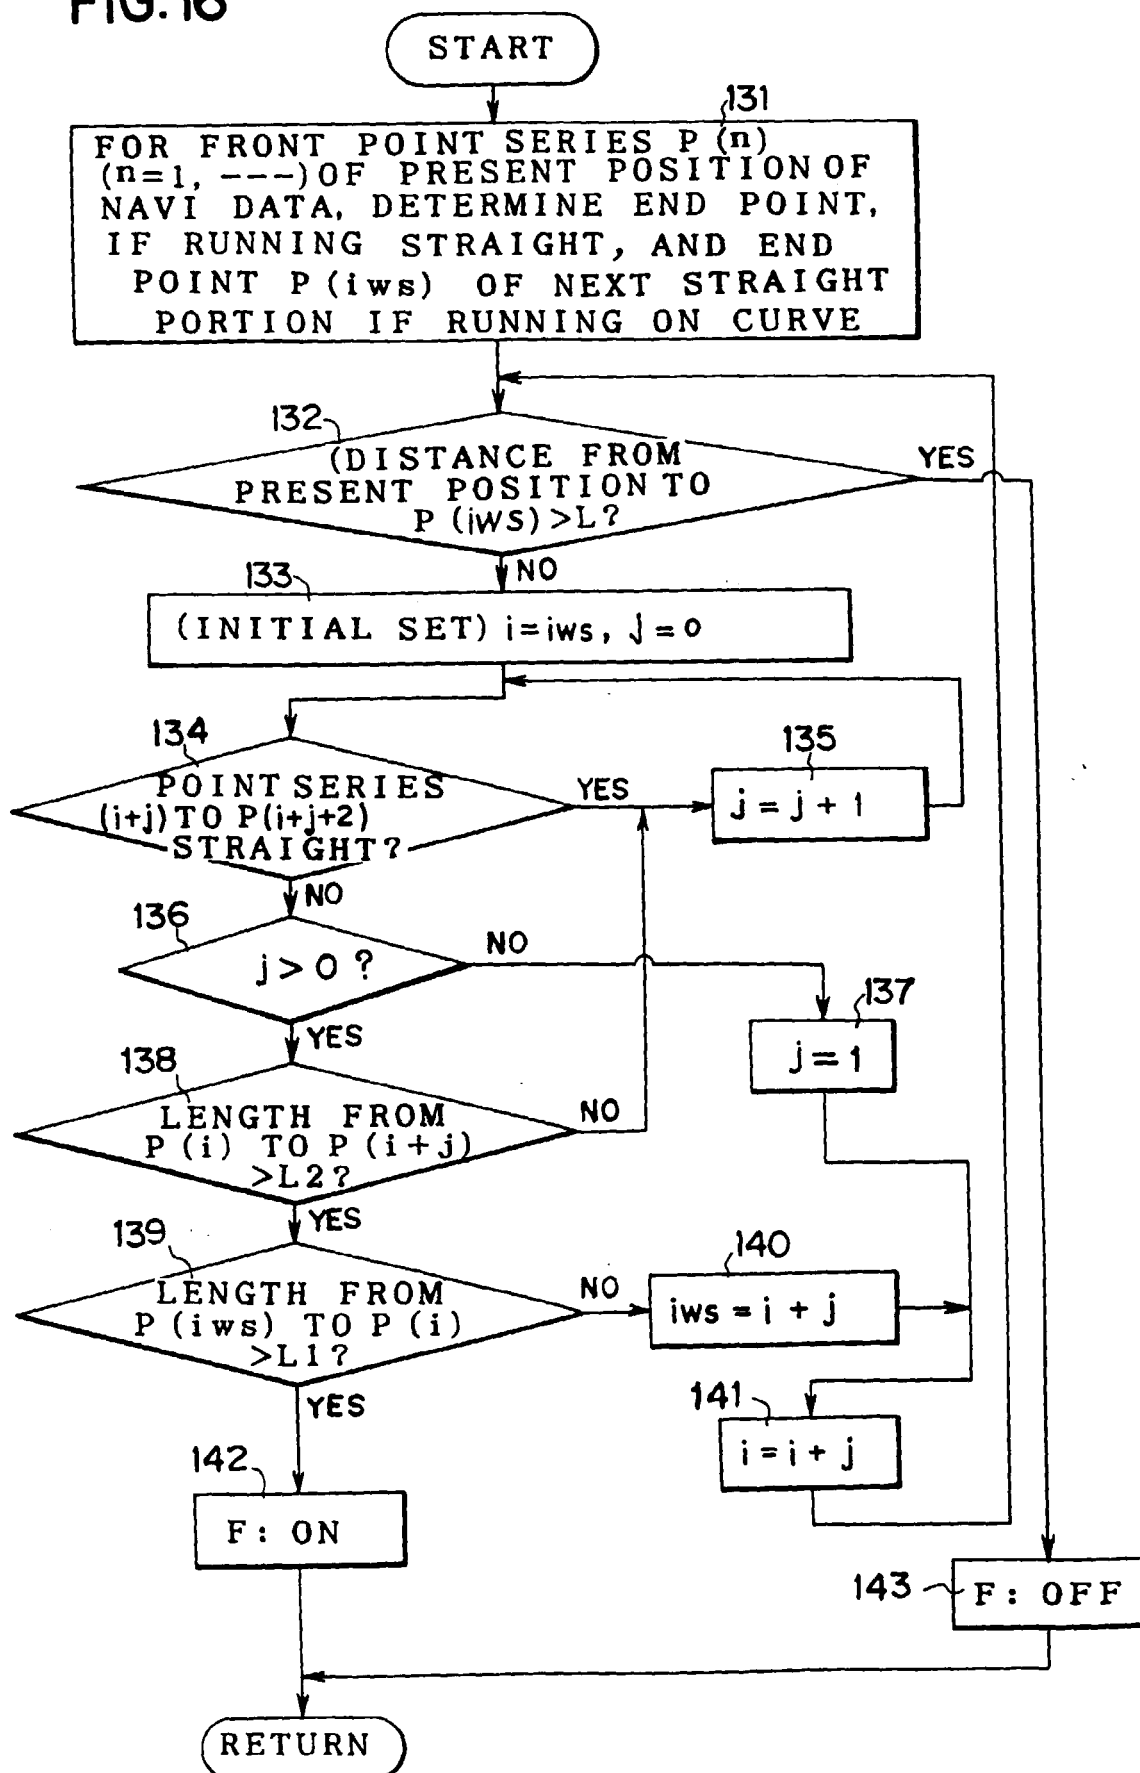 FIG. 16
START
131
FOR FRONT POINT SERIES P(n)
(n=1, ---) OF PRESENT POSITION OF
NAVI DATA, DETERMINE END POINT,
IF RUNNING STRAIGHT, AND END
POINT P(iws) OF NEXT STRAIGHT
PORTION IF RUNNING ON CURVE
132
(DISTANCE FROM
PRESENT POSITION TO
P(iws)>L?
YES
NO
133
(INITIAL SET) i=iws, j=0
134
POINT SERIES
(i+j) TO P(i+j+2)
STRAIGHT?
YES
135
j=j+1
NO
136
j>0?
NO
137
j=1
YES
138
LENGTH FROM
P(i) TO P(i+j)
>L2?
NO
YES
139
LENGTH FROM
P(iws) TO P(i)
>L1?
NO
140
iws=i+j
YES
141
i=i+j
142
F: ON
143
F: OFF
RETURN